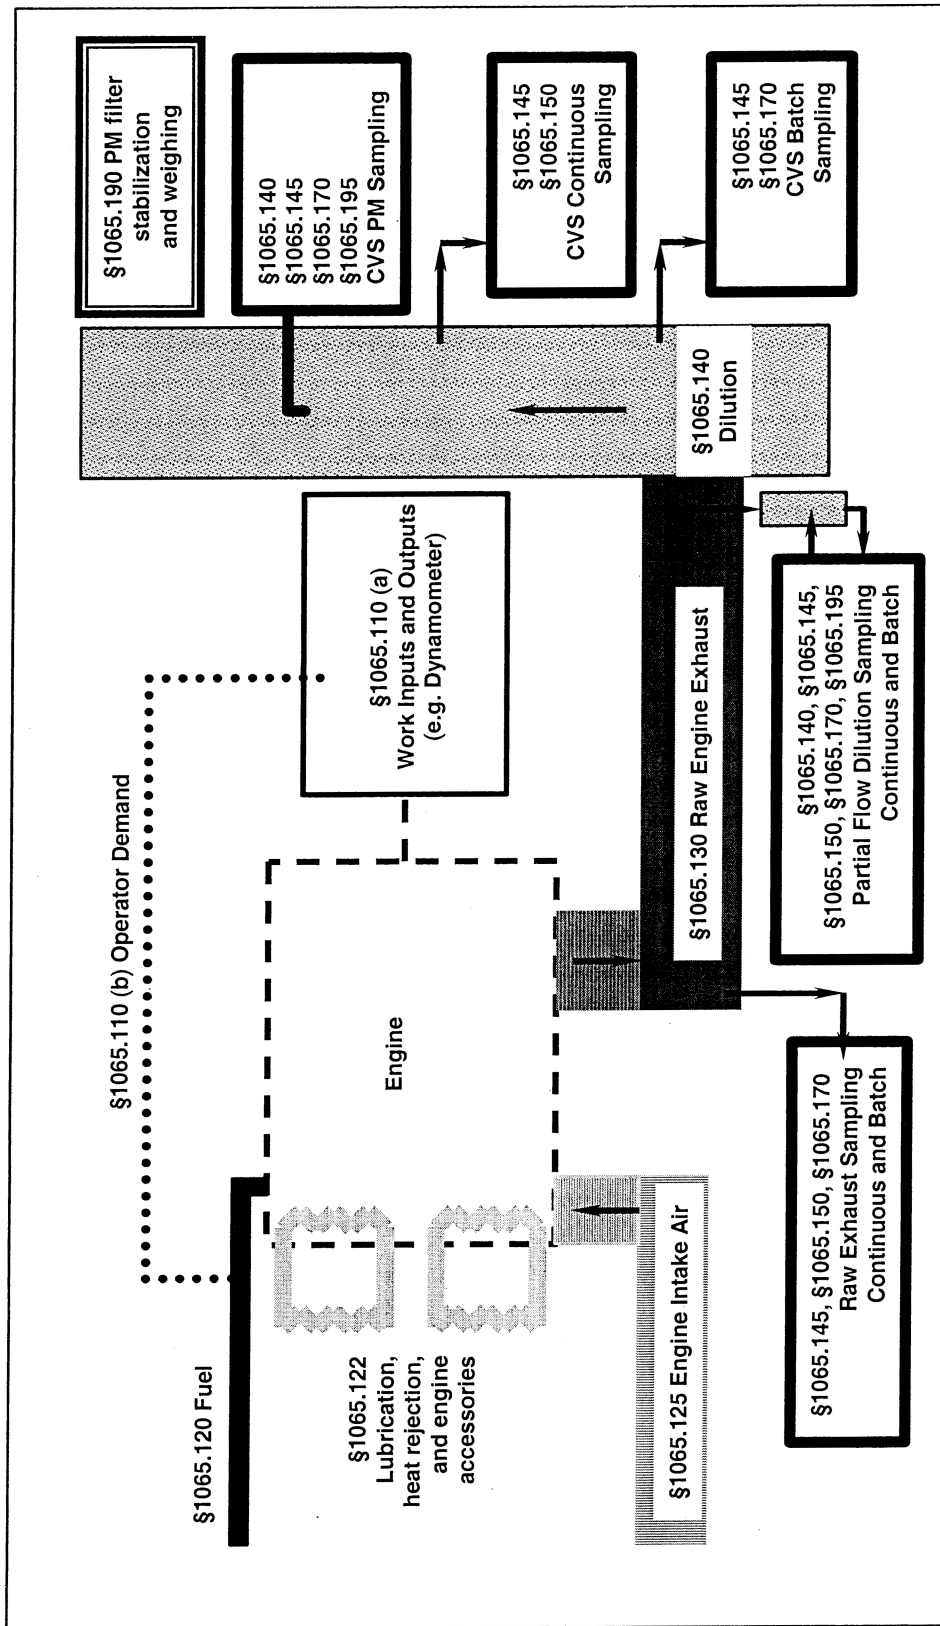 §1065.120 Fuel
§1065.110 (b) Operator Demand
§1065.190 PM filter
stabilization
and weighing
§1065.122
Lubrication,
heat rejection,
and engine
accessories
Engine
§1065.110 (a)
Work Inputs and Outputs
(e.g. Dynamometer)
§1065.140
§1065.145
§1065.170
§1065.195
CVS PM Sampling
§1065.145
§1065.150
CVS Continuous
Sampling
§1065.125 Engine Intake Air
§1065.130 Raw Engine Exhaust
§1065.140
Dilution
§1065.145
§1065.170
CVS Batch
Sampling
§1065.145, §1065.150, §1065.170
Raw Exhaust Sampling
Continuous and Batch
§1065.140, §1065.145,
§1065.150, §1065.170, §1065.195
Partial Flow Dilution Sampling
Continuous and Batch